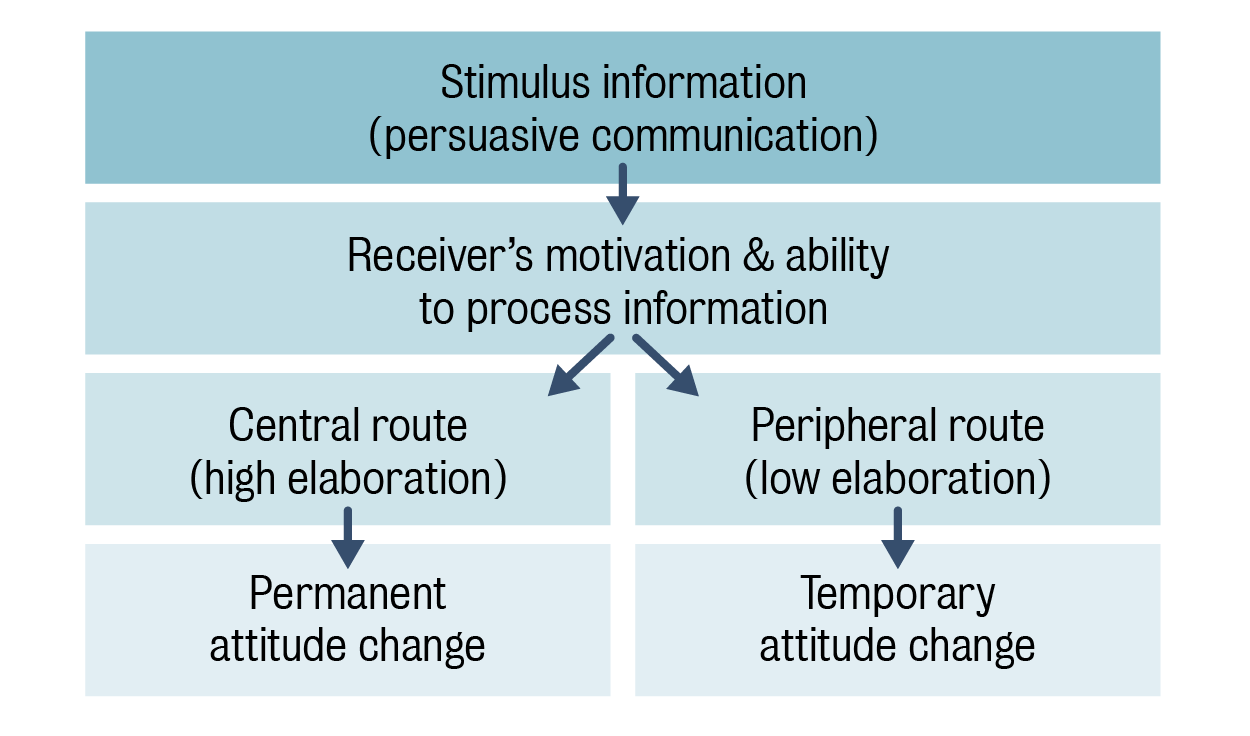 Stimulus information
(persuasive communication)
Receiver’s motivation & ability
to process information
Central route
(high elaboration)
Peripheral route
(low elaboration)
Permanent
attitude change
Temporary
attitude change